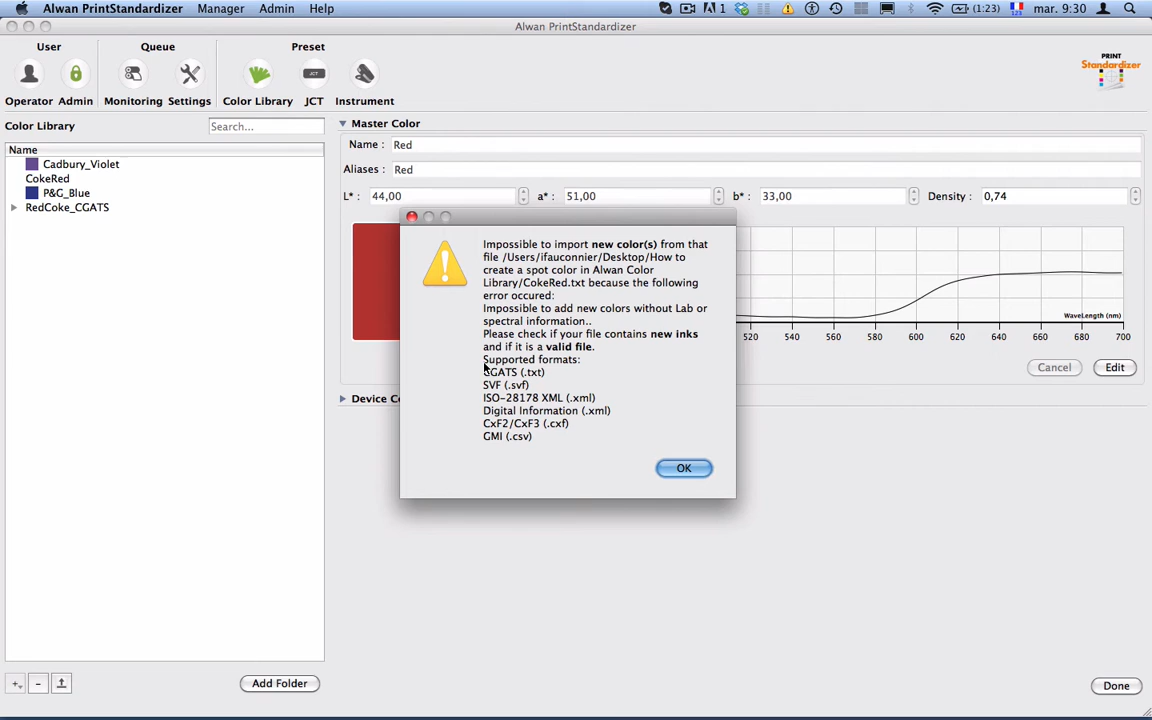 Alwan PrintStandardizer Manager Admin Help 1 (1:23) mar. 9:30
Alwan PrintStandardizer
User Queue Preset
Operator Admin Monitoring Settings Color Library JCT Instrument
JCT
PRINT
Standardizer
Color Library Search...
Name
Cadbury_Violet
CokeRed
P&G_Blue
RedCoke_CGATS
Master Color
Name : Red
Aliases : Red
L* : 44,00 a* : 51,00 b* : 33,00 Density : 0,74
WaveLength (nm)
520 540 560 580 600 620 640 660 680 700
Cancel Edit
Device Co
Impossible to import new color(s) from that
file /Users/ifauconnier/Desktop/How to
create a spot color in Alwan Color
Library/CokeRed.txt because the following
error occured:
Impossible to add new colors without Lab or
spectral information..
Please check if your file contains new inks
and if it is a valid file.
Supported formats:
CGATS (.txt)
SVF (.svf)
ISO-28178 XML (.xml)
Digital Information (.xml)
CxF2/CxF3 (.cxf)
GMI (.csv)
OK
Add Folder
Done